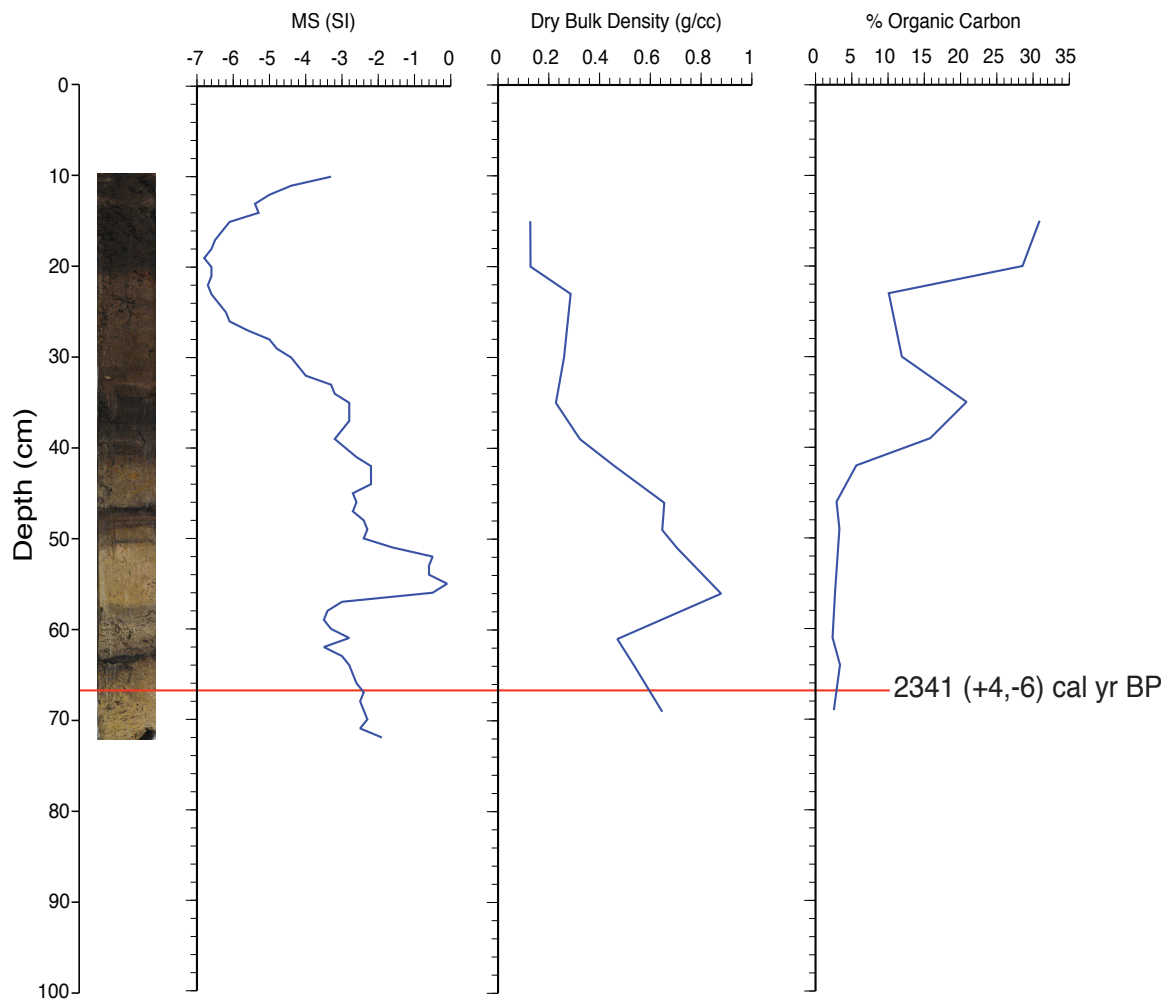 MS (SI) Dry Bulk Density (g/cc) % Organic Carbon
-7 -6 -5 -4 -3 -2 -1 0 0 0.2 0.4 0.6 0.8 1 0 5 10 15 20 25 30 35
0
10
20
30
40
50
60
70
80
90
100
Depth (cm)
2341 (+4,-6) cal yr BP